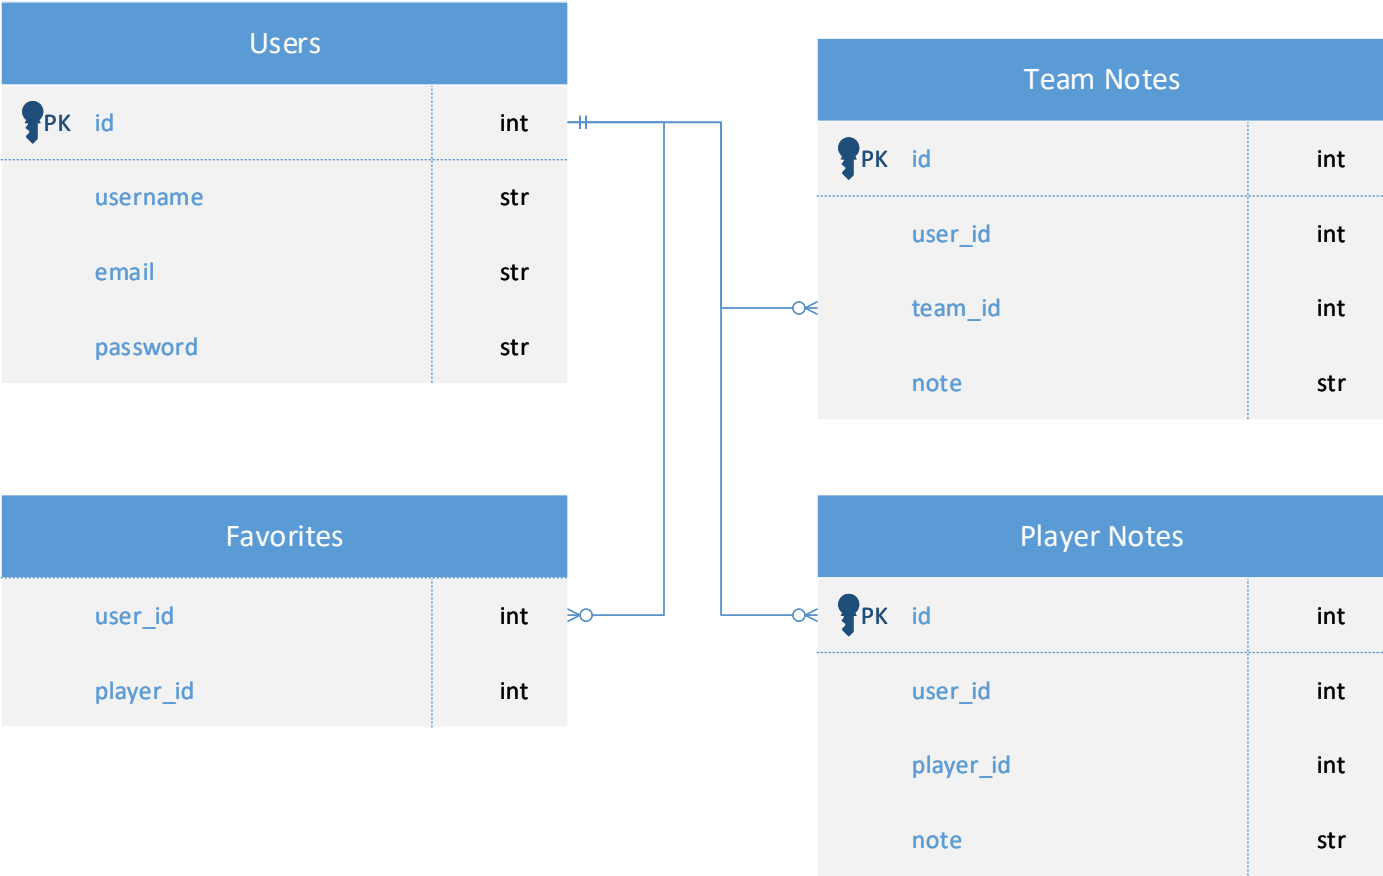 Users
PK id int
username str
email str
password str
Team Notes
PK id int
user_id int
team_id int
note str
Favorites
user_id int
player_id int
Player Notes
PK id int
user_id int
player_id int
note str